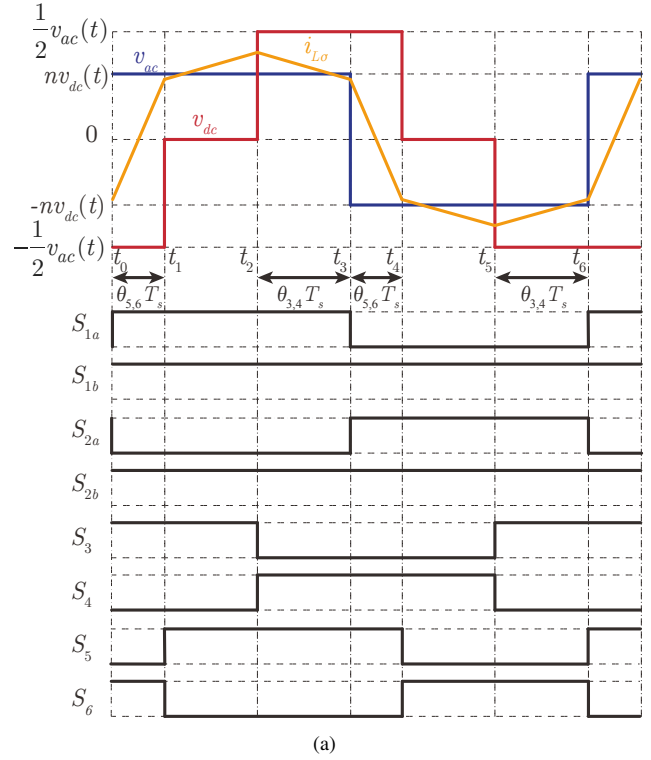 1/2 v_ac(t)
v_ac
i_Lσ
nv_dc(t)
0
v_dc
-nv_dc(t)
-1/2 v_ac(t)
t_0 t_1 t_2 t_3 t_4 t_5 t_6
θ_5,6 T_s θ_3,4 T_s θ_5,6 T_s θ_3,4 T_s
S_1a
S_1b
S_2a
S_2b
S_3
S_4
S_5
S_6
(a)